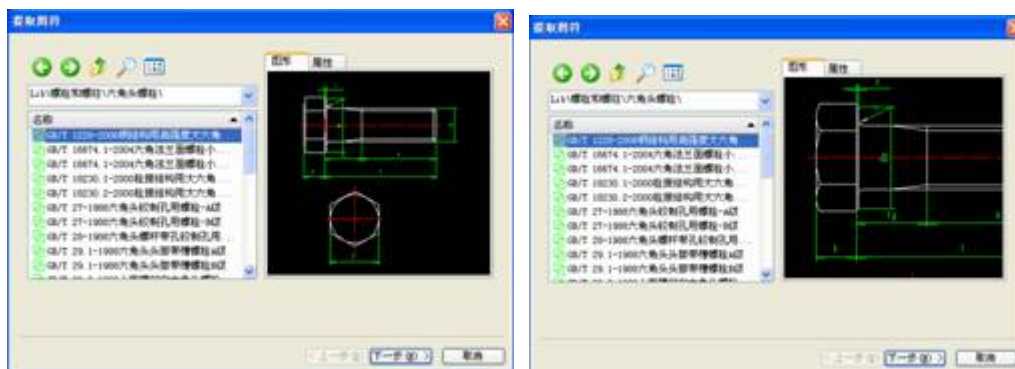 提取图符
图形 属性
Lib\螺栓和螺柱\六角头螺栓\
名称
GB/T 1228-2000钢结构用高强度大六角
GB/T 16674.1-2004六角法兰面螺栓小...
GB/T 16674.1-2004六角法兰面螺栓小...
GB/T 18230.1-2000栓接结构用大六角...
GB/T 18230.2-2000栓接结构用大六角...
GB/T 27-1988六角头铰制孔用螺栓-A级
GB/T 27-1988六角头铰制孔用螺栓-B级
GB/T 28-1988六角头螺杆带孔铰制孔用...
GB/T 29.1-1988六角头头部带槽螺栓A级
GB/T 29.1-1988六角头头部带槽螺栓B级
上一步 下一步(N) > 取消
提取图符
图形 属性
Lib\螺栓和螺柱\六角头螺栓\
名称
GB/T 1228-2000钢结构用高强度大六角
GB/T 16674.1-2004六角法兰面螺栓小...
GB/T 16674.1-2004六角法兰面螺栓小...
GB/T 18230.1-2000栓接结构用大六角...
GB/T 18230.2-2000栓接结构用大六角...
GB/T 27-1988六角头铰制孔用螺栓-A级
GB/T 27-1988六角头铰制孔用螺栓-B级
GB/T 28-1988六角头螺杆带孔铰制孔用...
GB/T 29.1-1988六角头头部带槽螺栓A级
GB/T 29.1-1988六角头头部带槽螺栓B级
上一步 下一步(N) > 取消